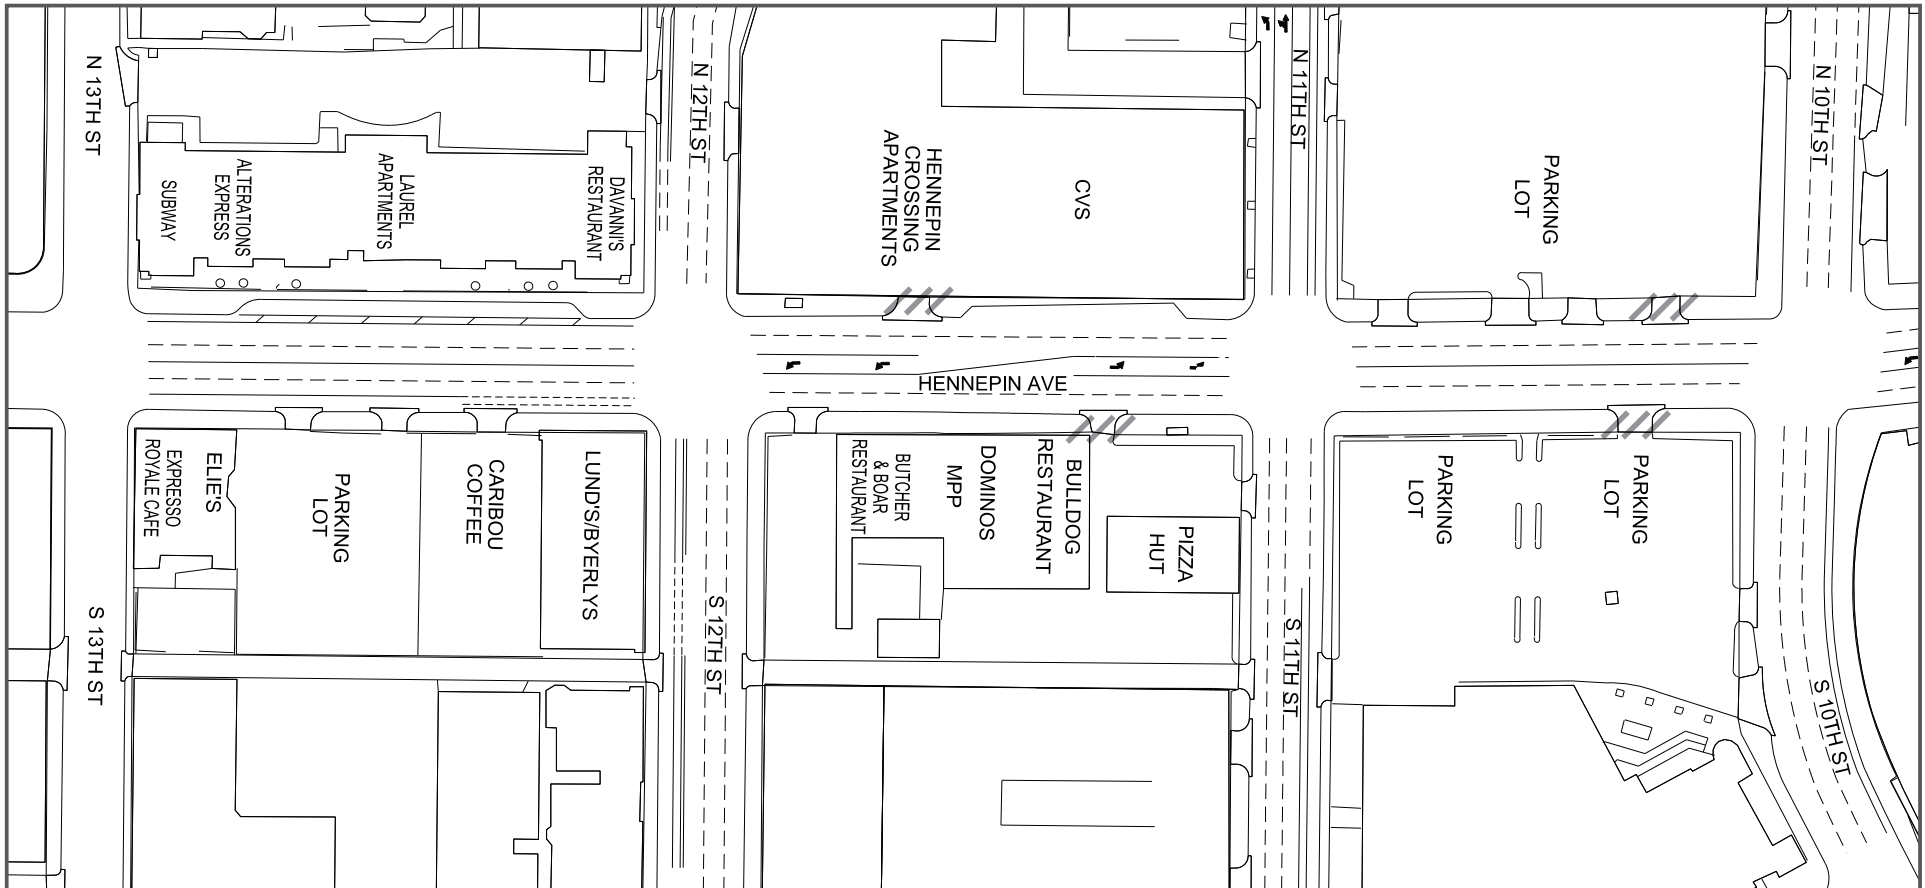 N 13TH ST
N 12TH ST
N 11TH ST
N 10TH ST
SUBWAY
ALTERATIONS
EXPRESS
LAUREL
APARTMENTS
DAVANNI'S
RESTAURANT
HENNEPIN
CROSSING
APARTMENTS
CVS
PARKING
LOT
HENNEPIN AVE
ELIE'S
EXPRESSO
ROYALE CAFE
PARKING
LOT
CARIBOU
COFFEE
LUND'S/BYERLYS
BUTCHER
& BOAR
RESTAURANT
DOMINOS
MPP
BULLDOG
RESTAURANT
PIZZA
HUT
PARKING
LOT
PARKING
LOT
S 13TH ST
S 12TH ST
S 11TH ST
S 10TH ST